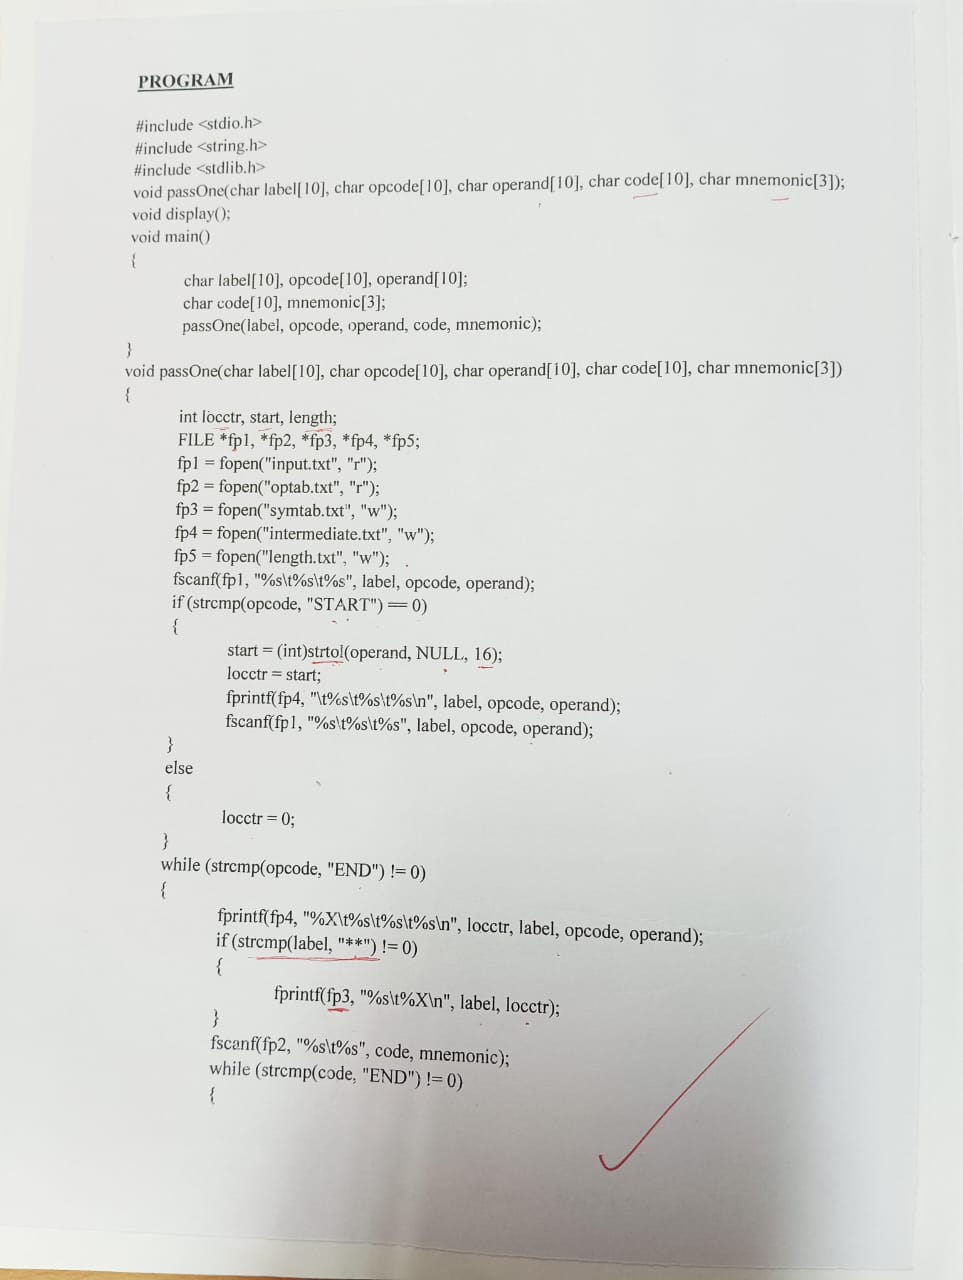 PROGRAM
#include <stdio.h>
#include <string.h>
#include <stdlib.h>
void passOne(char label[10], char opcode[10], char operand[10], char code[10], char mnemonic[3]);
void display();
void main()
{
char label[10], opcode[10], operand[10];
char code[10], mnemonic[3];
passOne(label, opcode, operand, code, mnemonic);
}
void passOne(char label[10], char opcode[10], char operand[10], char code[10], char mnemonic[3])
{
int locctr, start, length;
FILE *fp1, *fp2, *fp3, *fp4, *fp5;
fp1 = fopen("input.txt", "r");
fp2 = fopen("optab.txt", "r");
fp3 = fopen("symtab.txt", "w");
fp4 = fopen("intermediate.txt", "w");
fp5 = fopen("length.txt", "w");
fscanf(fp1, "%s\t%s\t%s", label, opcode, operand);
if (strcmp(opcode, "START") == 0)
{
start = (int)strtol(operand, NULL, 16);
locctr = start;
fprintf(fp4, "\t%s\t%s\t%s\n", label, opcode, operand);
fscanf(fp1, "%s\t%s\t%s", label, opcode, operand);
}
else
{
locctr = 0;
}
while (strcmp(opcode, "END") != 0)
{
fprintf(fp4, "%X\t%s\t%s\t%s\n", locctr, label, opcode, operand);
if (strcmp(label, "**") != 0)
{
fprintf(fp3, "%s\t%X\n", label, locctr);
}
fscanf(fp2, "%s\t%s", code, mnemonic);
while (strcmp(code, "END") != 0)
{